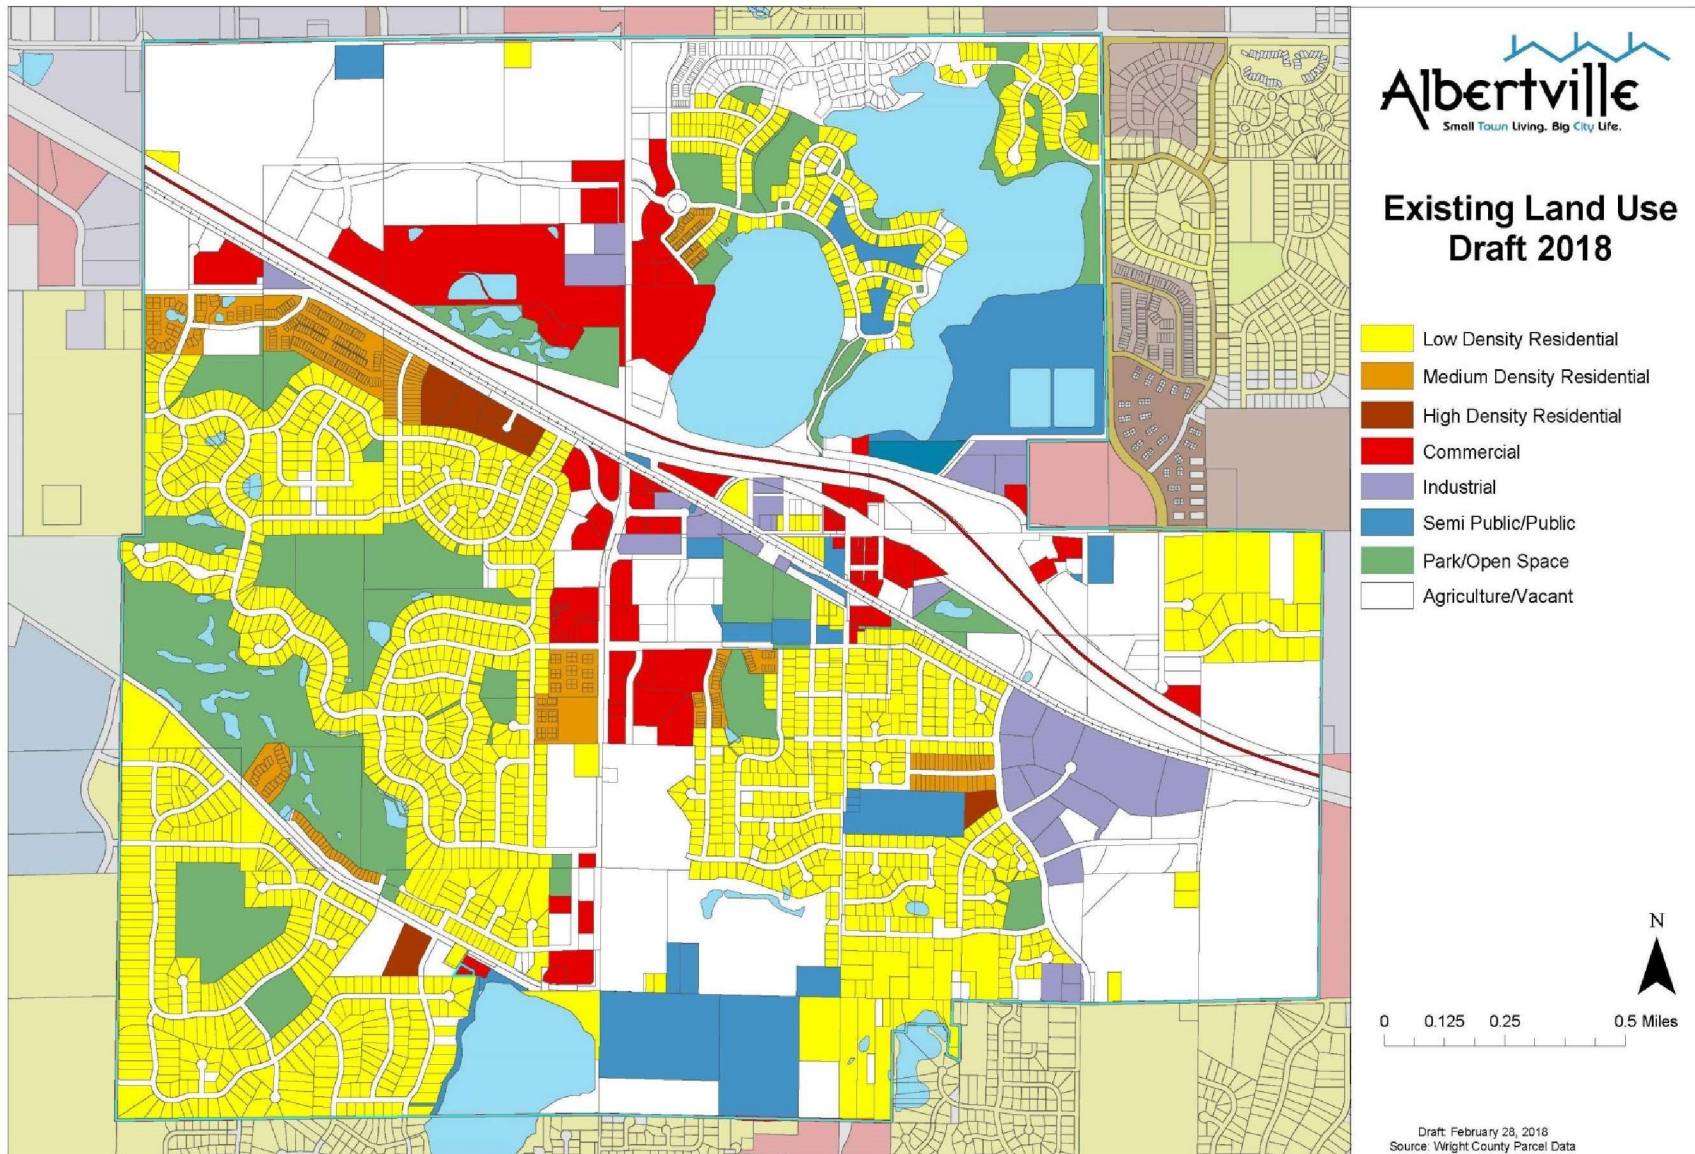 Albertville
Small Town Living. Big City Life.
Existing Land Use
Draft 2018
Low Density Residential
Medium Density Residential
High Density Residential
Commercial
Industrial
Semi Public/Public
Park/Open Space
Agriculture/Vacant
N
0 0.125 0.25 0.5 Miles
Draft: February 28, 2018
Source: Wright County Parcel Data